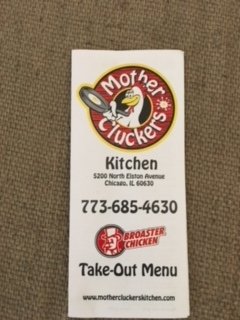 Mother
Cluckers
Kitchen
5200 North Elston Avenue
Chicago, IL 60630
773-685-4630
BROASTER
CHICKEN
Take-Out Menu
www.mothercluckerskitchen.com